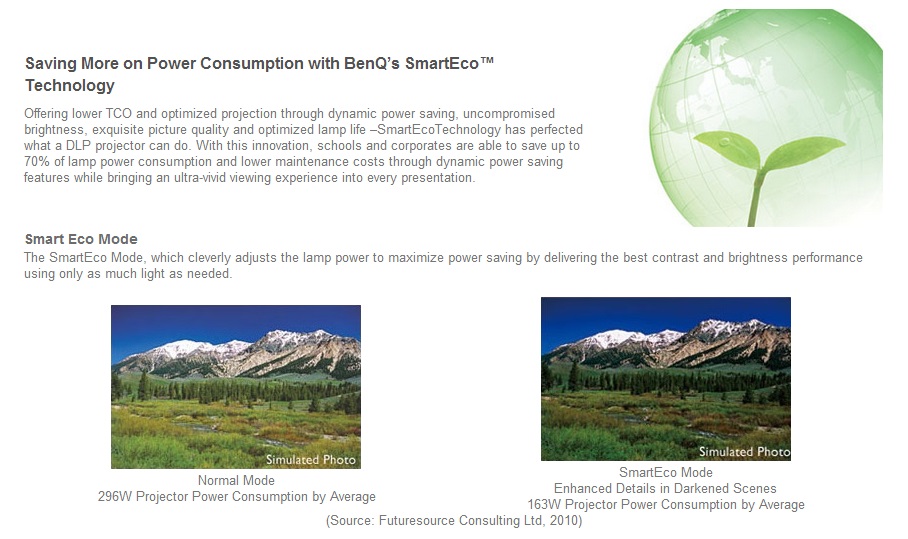 Saving More on Power Consumption with BenQ's SmartEco™
Technology
Offering lower TCO and optimized projection through dynamic power saving, uncompromised
brightness, exquisite picture quality and optimized lamp life –SmartEcoTechnology has perfected
what a DLP projector can do. With this innovation, schools and corporates are able to save up to
70% of lamp power consumption and lower maintenance costs through dynamic power saving
features while bringing an ultra-vivid viewing experience into every presentation.
Smart Eco Mode
The SmartEco Mode, which cleverly adjusts the lamp power to maximize power saving by delivering the best contrast and brightness performance
using only as much light as needed.
Simulated Photo
Normal Mode
296W Projector Power Consumption by Average
Simulated Photo
SmartEco Mode
Enhanced Details in Darkened Scenes
163W Projector Power Consumption by Average
(Source: Futuresource Consulting Ltd, 2010)